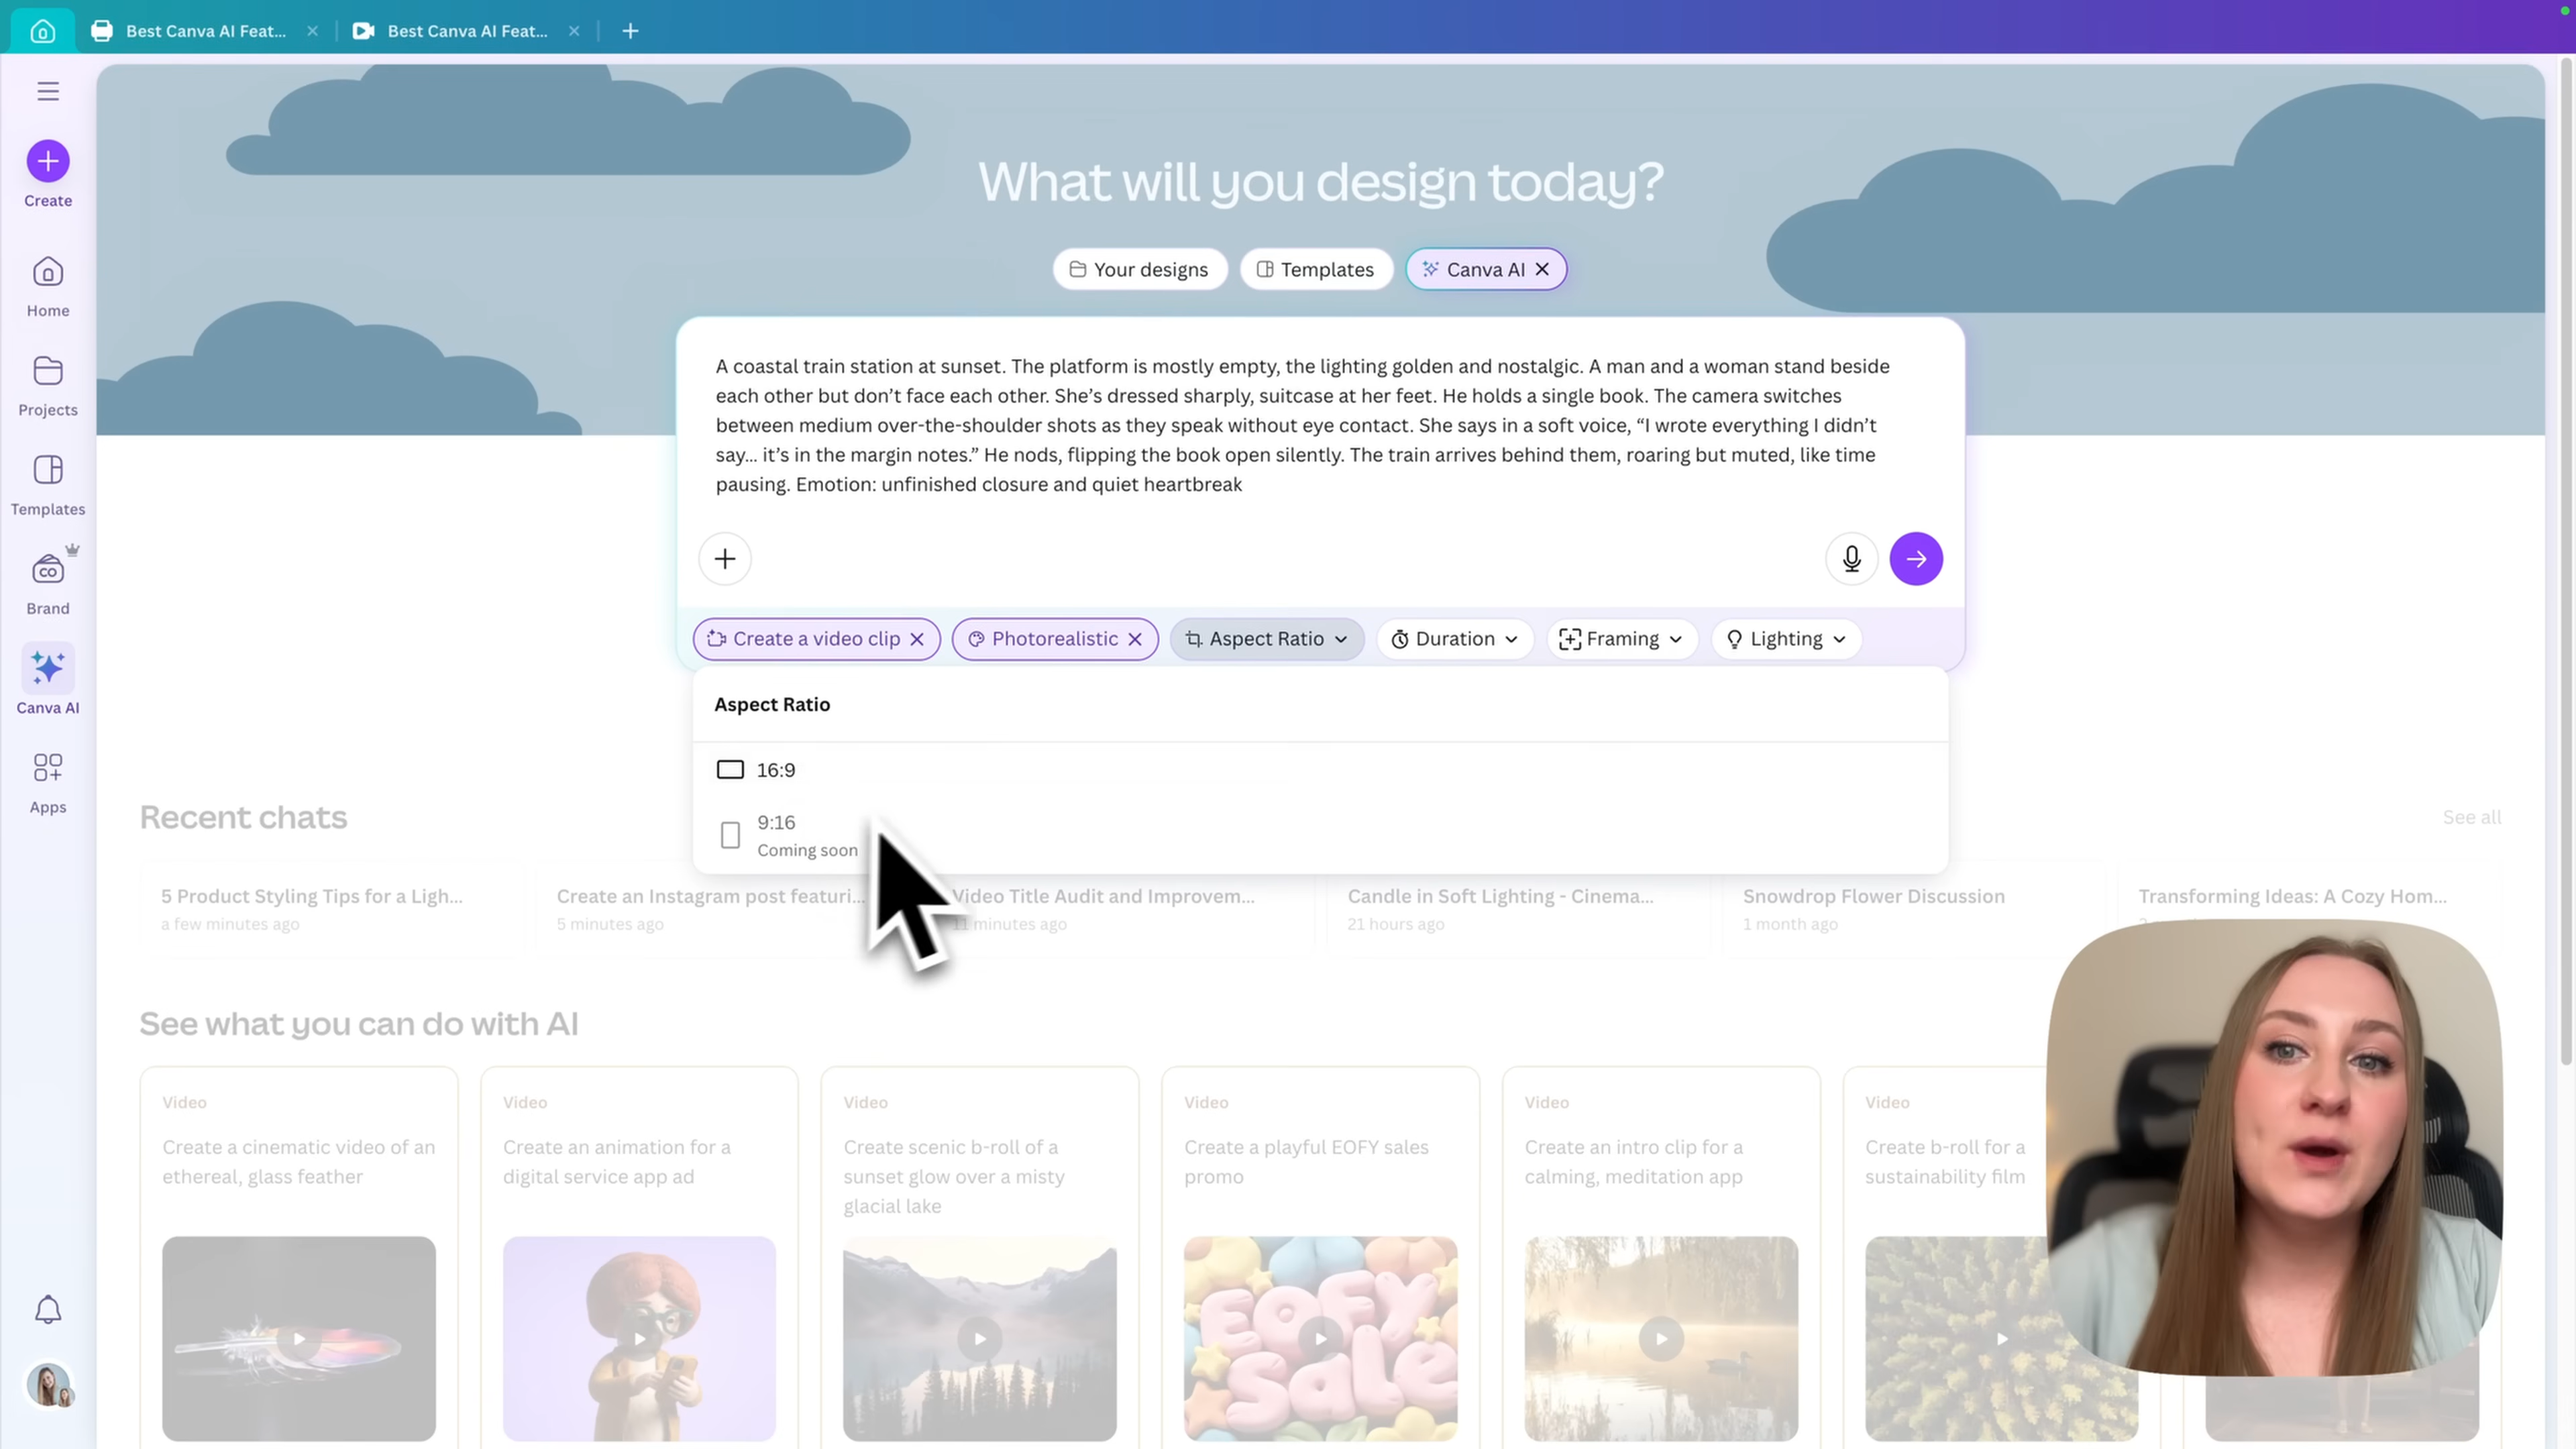 Best Canva AI Feat...
Best Canva AI Feat...
What will you design today?
Your designs
Templates
Canva AI
Create
Home
Projects
Templates
Brand
Canva AI
Apps
A coastal train station at sunset. The platform is mostly empty, the lighting golden and nostalgic. A man and a woman stand beside
each other but don’t face each other. She’s dressed sharply, suitcase at her feet. He holds a single book. The camera switches
between medium over-the-shoulder shots as they speak without eye contact. She says in a soft voice, “I wrote everything I didn’t
say… it’s in the margin notes.” He nods, flipping the book open silently. The train arrives behind them, roaring but muted, like time
pausing. Emotion: unfinished closure and quiet heartbreak
Create a video clip
Photorealistic
Aspect Ratio
Duration
Framing
Lighting
Aspect Ratio
16:9
9:16
Coming soon
Recent chats
See all
5 Product Styling Tips for a Ligh...
a few minutes ago
Create an Instagram post featuri...
5 minutes ago
Video Title Audit and Improvem...
11 minutes ago
Candle in Soft Lighting - Cinema...
21 hours ago
Snowdrop Flower Discussion
1 month ago
Transforming Ideas: A Cozy Hom...
See what you can do with AI
Video
Create a cinematic video of an
ethereal, glass feather
Video
Create an animation for a
digital service app ad
Video
Create scenic b-roll of a
sunset glow over a misty
glacial lake
Video
Create a playful EOFY sales
promo
EOFY
Sale
Video
Create an intro clip for a
calming, meditation app
Video
Create b-roll for a
sustainability film